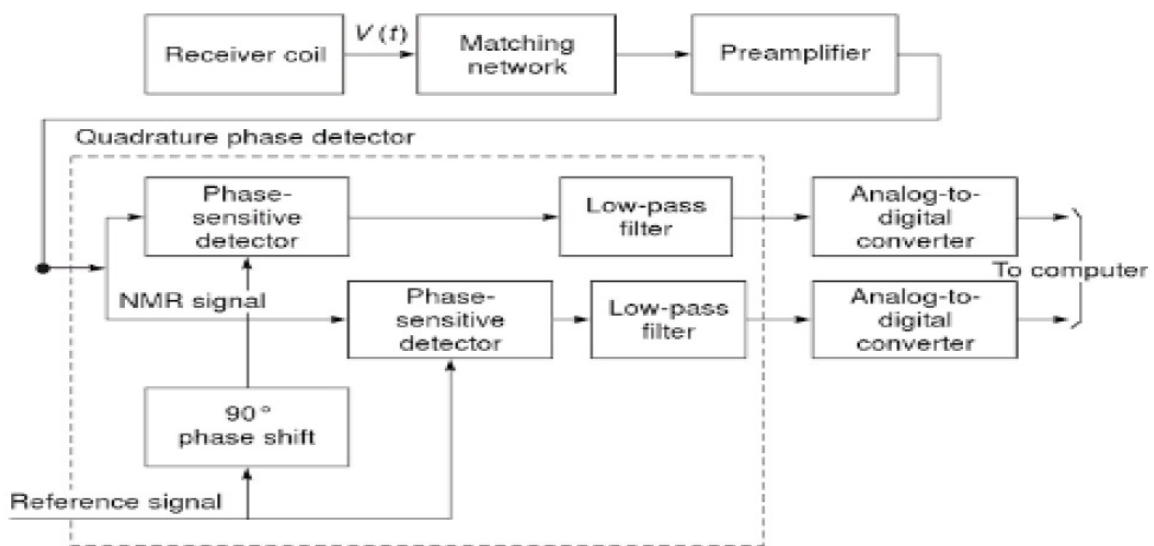 Receiver coil
V(t)
Matching
network
Preamplifier
Quadrature phase detector
Phase-
sensitive
detector
Low-pass
filter
Analog-to-
digital
converter
To computer
NMR signal
Phase-
sensitive
detector
Low-pass
filter
Analog-to-
digital
converter
90°
phase shift
Reference signal